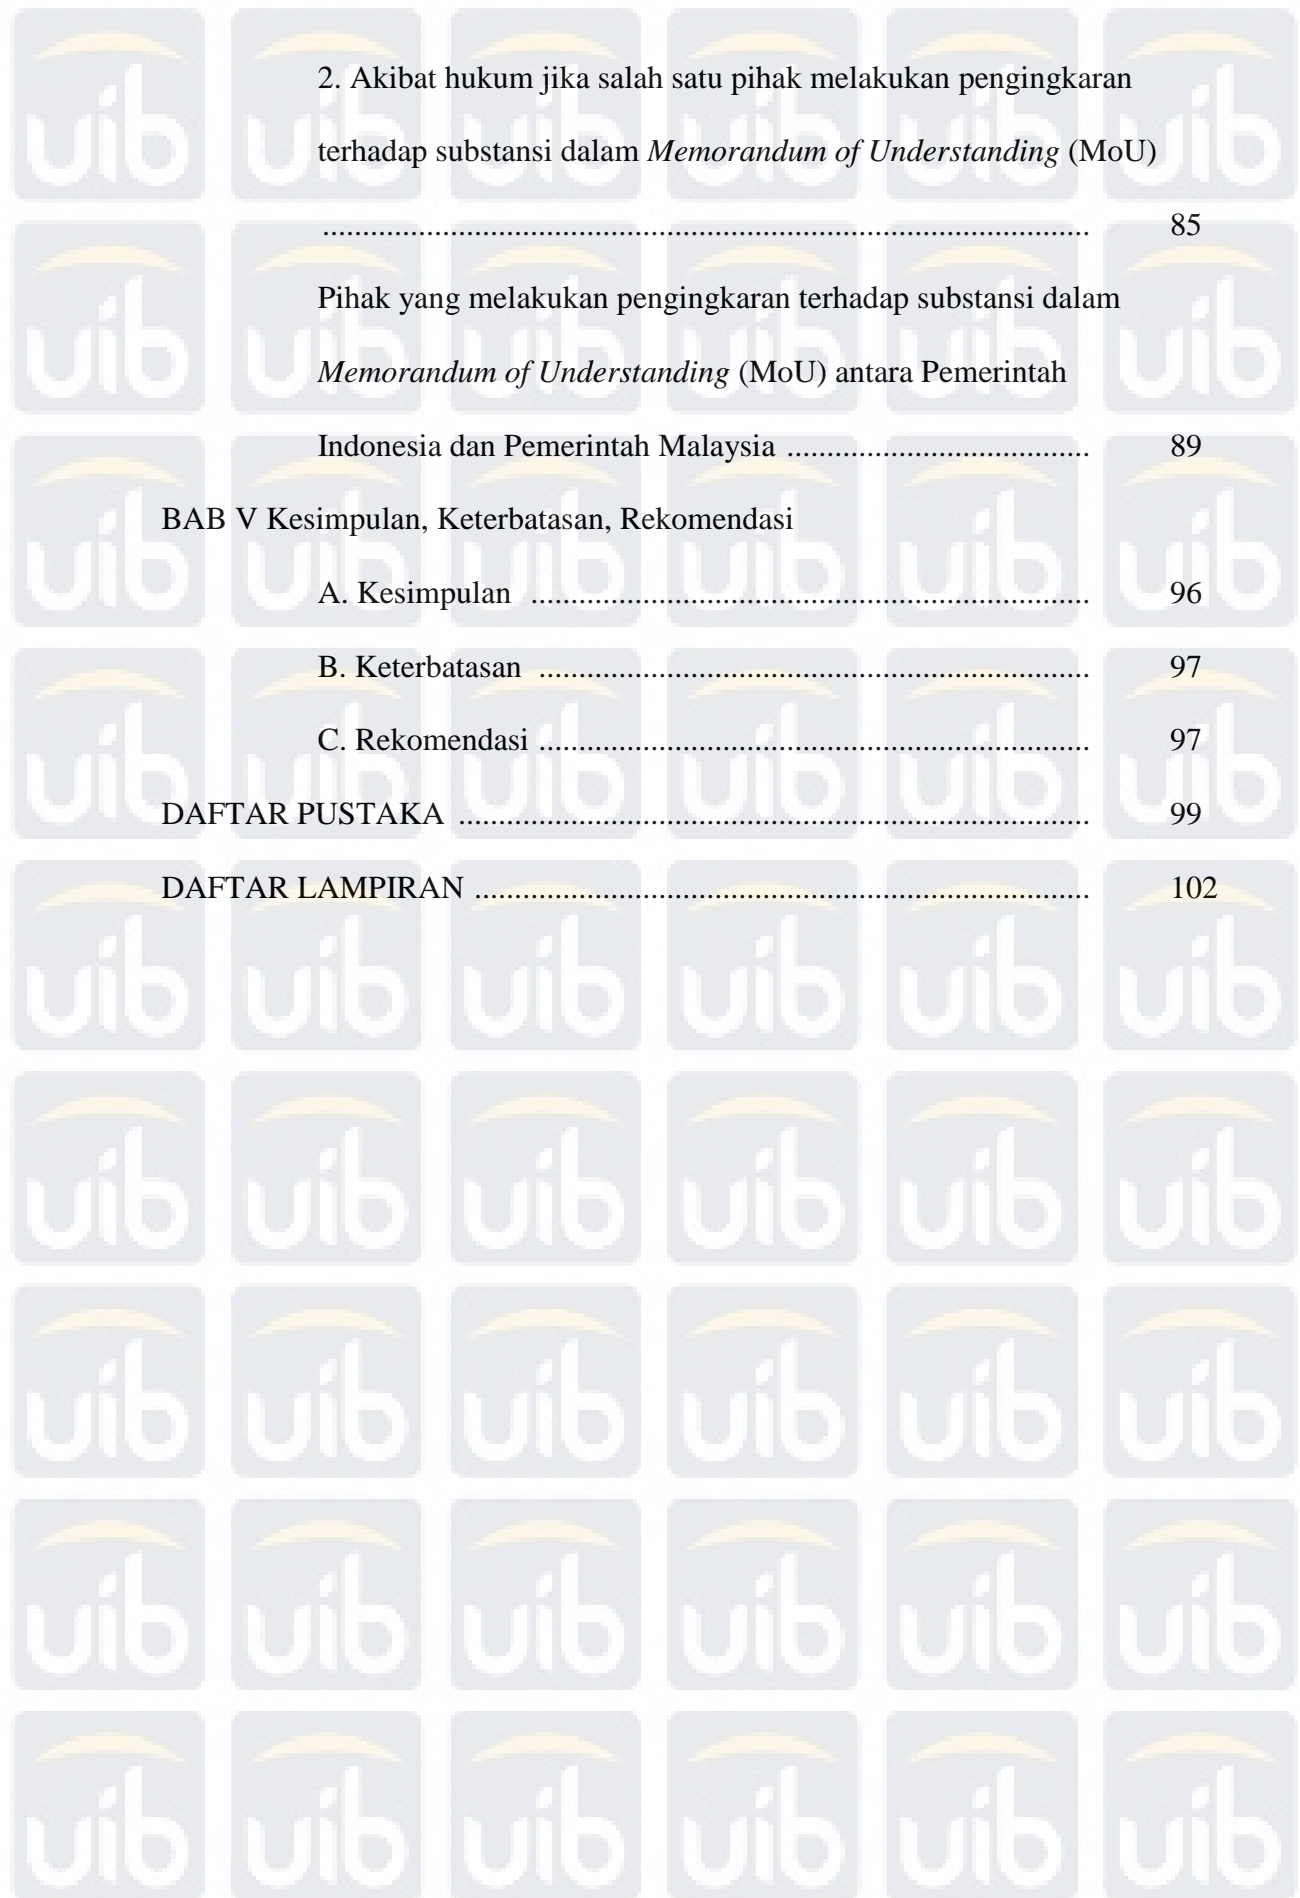 2. Akibat hukum jika salah satu pihak melakukan pengingkaran
terhadap substansi dalam Memorandum of Understanding (MoU)
.................................................................................... 85
Pihak yang melakukan pengingkaran terhadap substansi dalam
Memorandum of Understanding (MoU) antara Pemerintah
Indonesia dan Pemerintah Malaysia ................................. 89
BAB V Kesimpulan, Keterbatasan, Rekomendasi
A. Kesimpulan ............................................................. 96
B. Keterbatasan ............................................................ 97
C. Rekomendasi ............................................................ 97
DAFTAR PUSTAKA ..................................................................... 99
DAFTAR LAMPIRAN ................................................................... 102